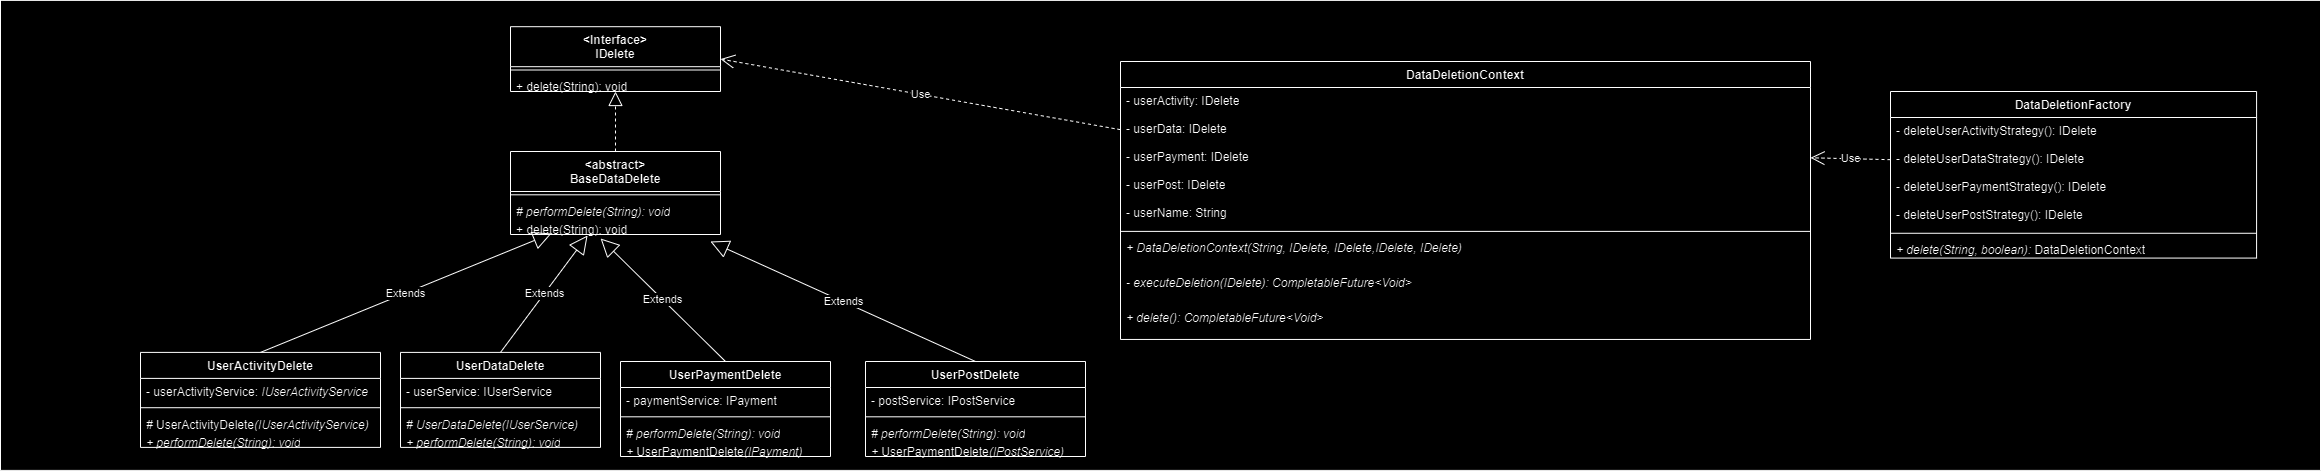 <Interface>
IDelete
+ delete(String): void
Use
<abstract>
BaseDataDelete
# performDelete(String): void
+ delete(String): void
Extends
Extends
Extends
Extends
UserActivityDelete
- userActivityService: IUserActivityService
# UserActivityDelete(IUserActivityService)
+ performDelete(String): void
UserDataDelete
- userService: IUserService
# UserDataDelete(IUserService)
+ performDelete(String): void
UserPaymentDelete
- paymentService: IPayment
# performDelete(String): void
+ UserPaymentDelete(IPayment)
UserPostDelete
- postService: IPostService
# performDelete(String): void
+ UserPaymentDelete(IPostService)
DataDeletionContext
- userActivity: IDelete
- userData: IDelete
- userPayment: IDelete
- userPost: IDelete
- userName: String
+ DataDeletionContext(String, IDelete, IDelete,IDelete, IDelete)
- executeDeletion(IDelete): CompletableFuture<Void>
+ delete(): CompletableFuture<Void>
Use
DataDeletionFactory
- deleteUserActivityStrategy(): IDelete
- deleteUserDataStrategy(): IDelete
- deleteUserPaymentStrategy(): IDelete
- deleteUserPostStrategy(): IDelete
+ delete(String, boolean): DataDeletionContext